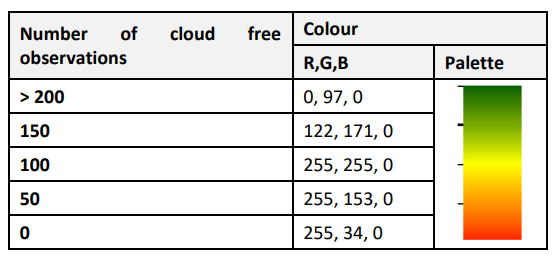 Number of cloud free
observations
Colour
R,G,B Palette
> 200 0, 97, 0
150 122, 171, 0
100 255, 255, 0
50 255, 153, 0
0 255, 34, 0